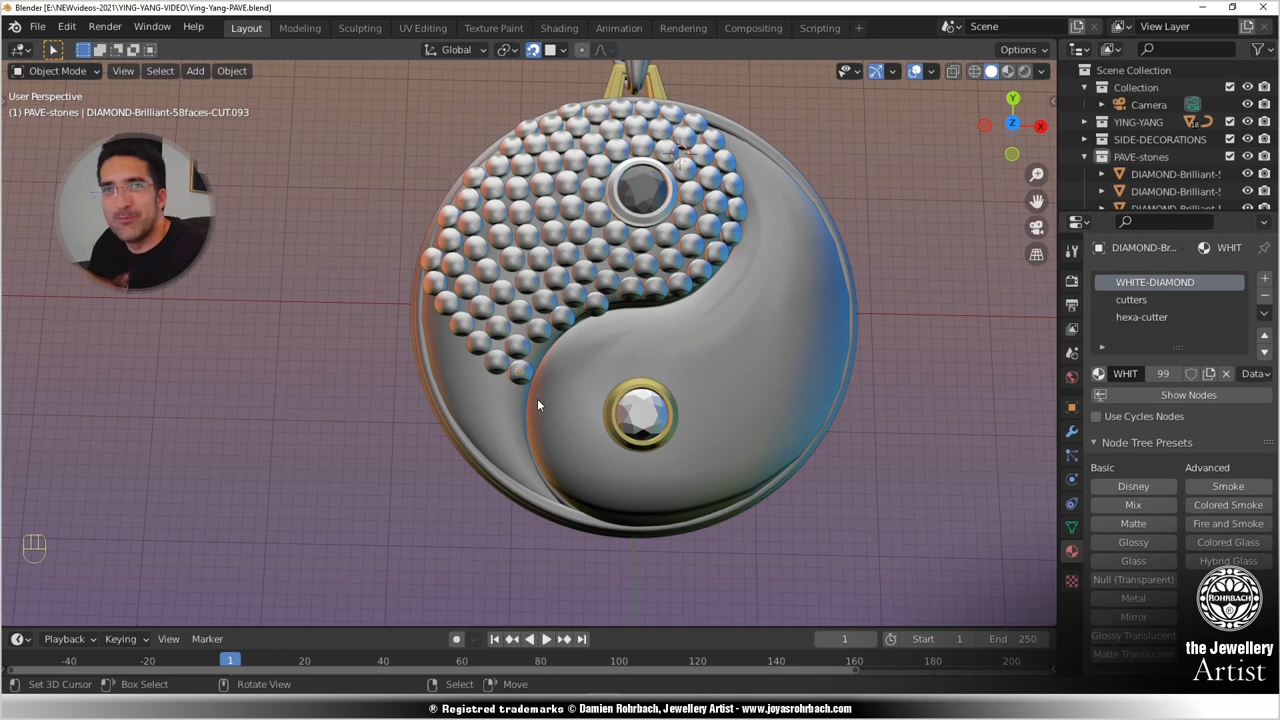 Blender [E:\NEWvideos-2021\YING-YANG-VIDEO\Ying-Yang-PAVE.blend]
File Edit Render Window Help
Layout Modeling Sculpting UV Editing Texture Paint Shading Animation Rendering Compositing Scripting +
Scene View Layer
Global Options
Object Mode View Select Add Object
User Perspective
(1) PAVE-stones | DIAMOND-Brilliant-58faces-CUT.093
Y
Z
X
Scene Collection
Collection
Camera
YING-YANG 18
SIDE-DECORATIONS
PAVE-stones
DIAMOND-Brilliant-
DIAMOND-Brilliant-
DIAMOND-Br... WHIT
WHITE-DIAMOND
cutters
hexa-cutter
WHIT 99 Data
Show Nodes
Use Cycles Nodes
Node Tree Presets
Basic Advanced
Disney Smoke
Mix Colored Smoke
Matte Fire and Smoke
Glossy Colored Glass
Glass Hybrid Glass
Null (Transparent)
Metal
Mirror
Glossy Translucent
Matte Translucent
ROHRBACH
the Jewellery
Artist
Playback Keying View Marker
1 Start 1 End 250
-40 -20 1 20 40 60 80 100 120 140 160 180 200
Set 3D Cursor Box Select Rotate View Select Move
® Registered trademarks © Damien Rohrbach, Jewellery Artist - www.joyasrohrbach.com